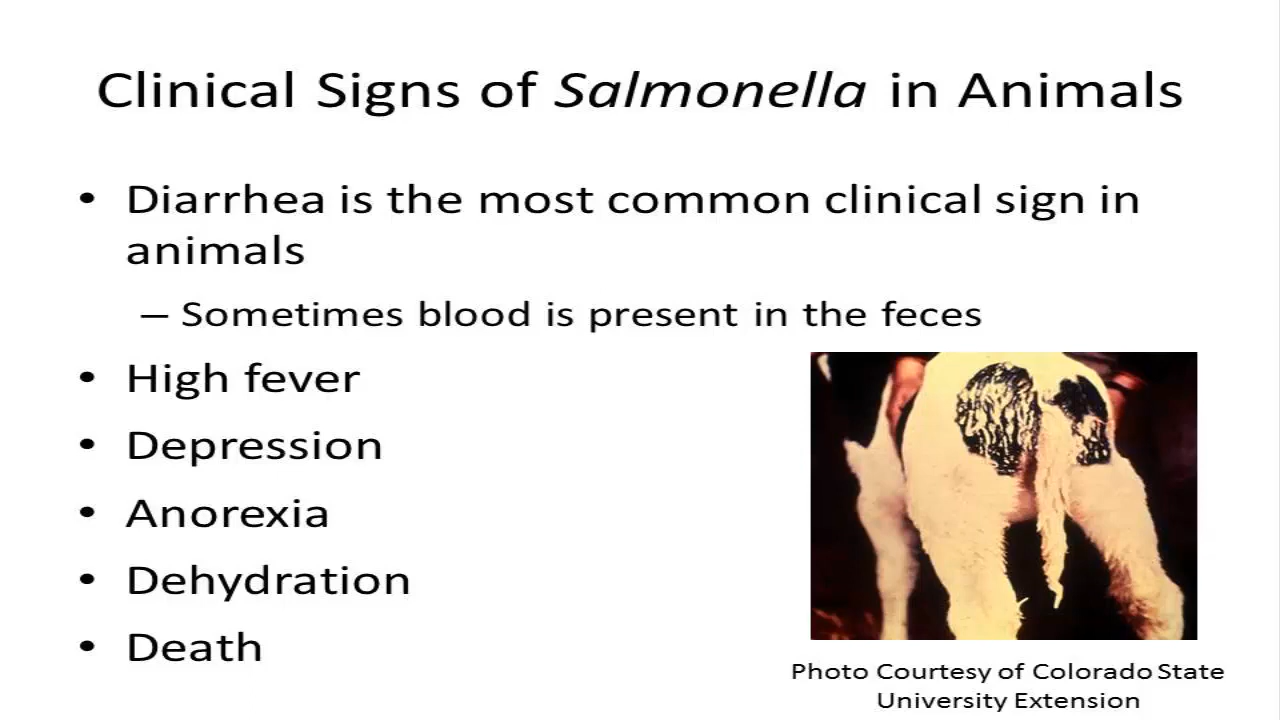 Clinical Signs of Salmonella in Animals
• Diarrhea is the most common clinical sign in
animals
– Sometimes blood is present in the feces
• High fever
• Depression
• Anorexia
• Dehydration
• Death
Photo Courtesy of Colorado State
University Extension